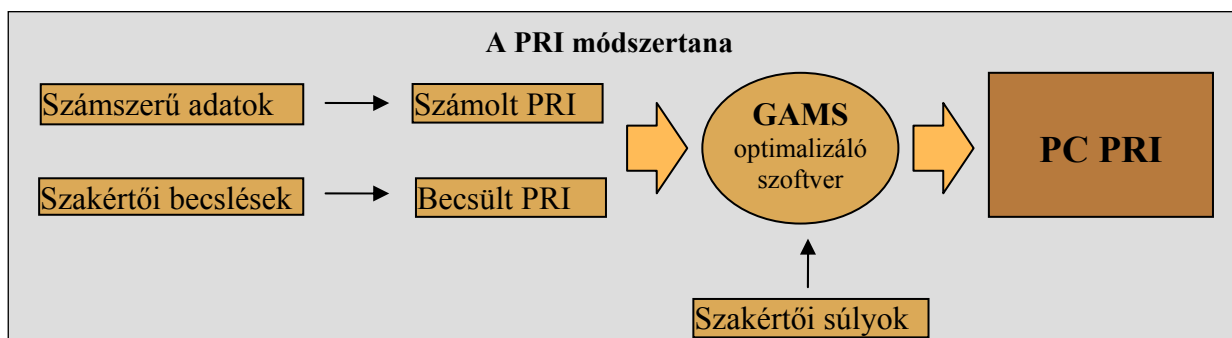 A PRI módszertana
Számszerű adatok
Számolt PRI
Szakértői becslések
Becsült PRI
GAMS
optimalizáló
szoftver
PC PRI
Szakértői súlyok